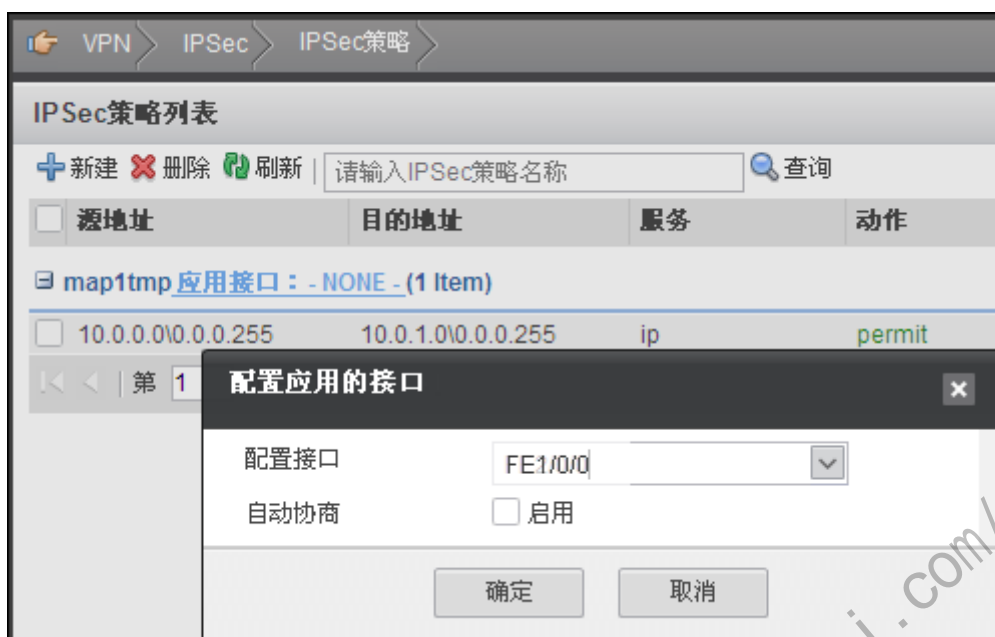 VPN IPSec IPSec策略
IPSec策略列表
新建 删除 刷新 | 请输入IPSec策略名称 查询
源地址 目的地址 服务 动作
map1tmp 应用接口：- NONE - (1 Item)
10.0.0.0\0.0.0.255 10.0.1.0\0.0.0.255 ip permit
第 1
配置应用的接口
配置接口 FE1/0/0
自动协商 启用
确定 取消